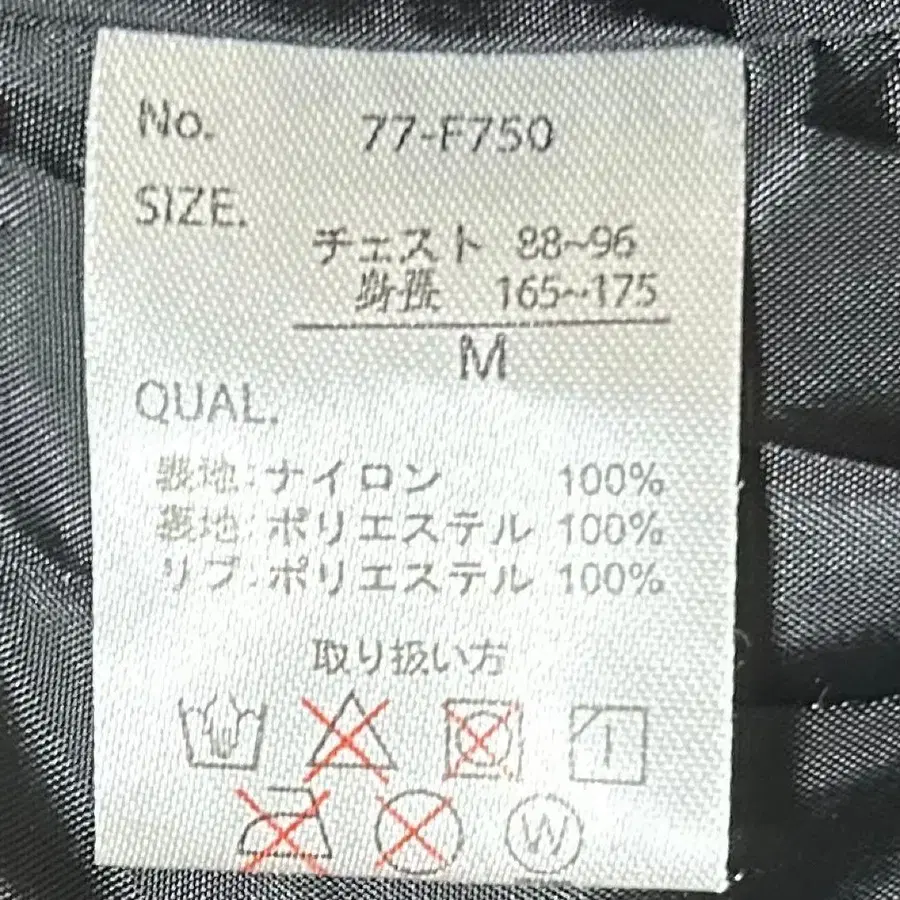 No. 77-F750
SIZE.
チェスト 88~96
身長 165~175
M
QUAL.
表地:ナイロン 100%
表地:ポリエステル 100%
リブ:ポリエステル 100%
取り扱い方
W